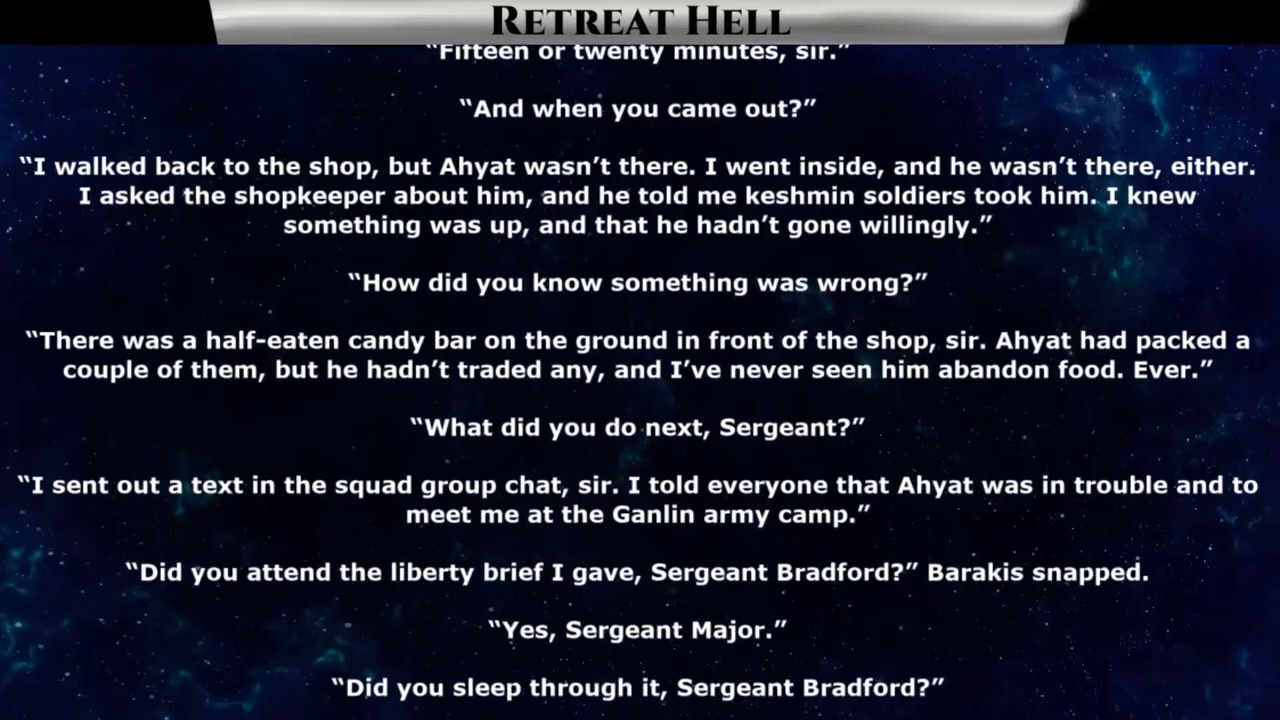 RETREAT HELL
“Fifteen or twenty minutes, sir.”
“And when you came out?”
“I walked back to the shop, but Ahyat wasn’t there. I went inside, and he wasn’t there, either.
I asked the shopkeeper about him, and he told me keshmin soldiers took him. I knew
something was up, and that he hadn’t gone willingly.”
“How did you know something was wrong?”
“There was a half-eaten candy bar on the ground in front of the shop, sir. Ahyat had packed a
couple of them, but he hadn’t traded any, and I’ve never seen him abandon food. Ever.”
“What did you do next, Sergeant?”
“I sent out a text in the squad group chat, sir. I told everyone that Ahyat was in trouble and to
meet me at the Ganlin army camp.”
“Did you attend the liberty brief I gave, Sergeant Bradford?” Barakis snapped.
“Yes, Sergeant Major.”
“Did you sleep through it, Sergeant Bradford?”